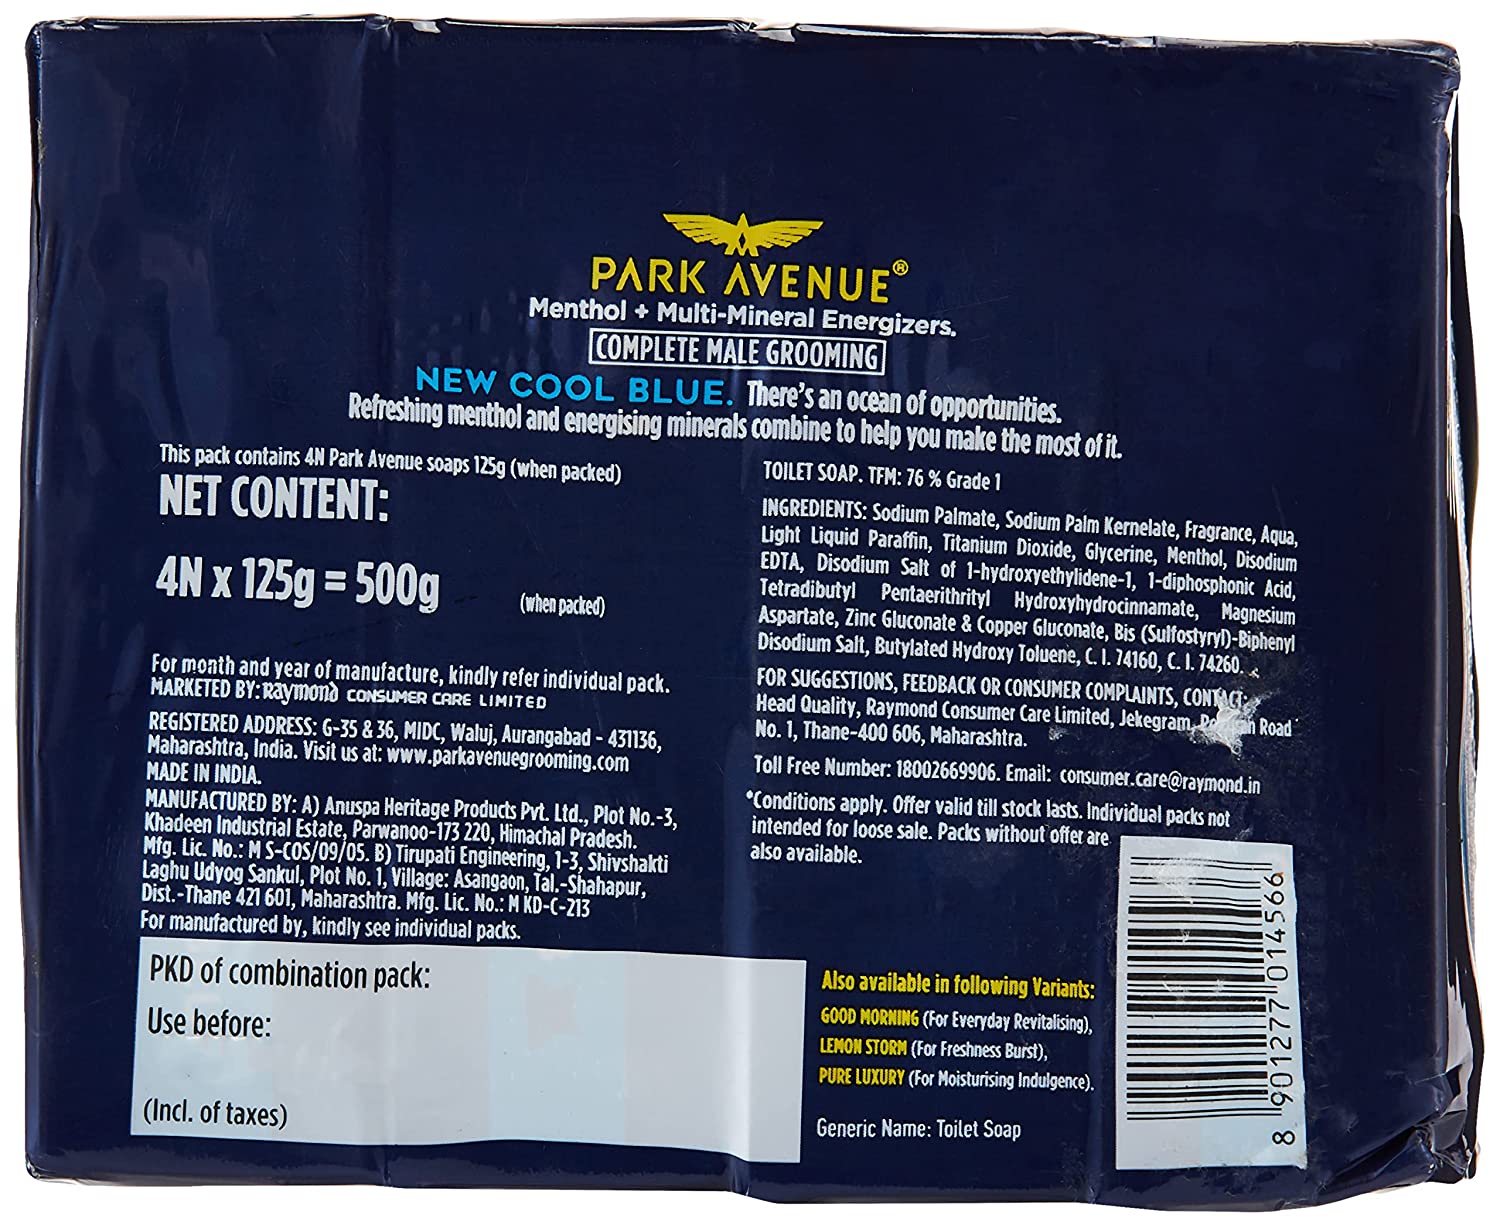 PARK AVENUE®
Menthol + Multi-Mineral Energizers.
COMPLETE MALE GROOMING
NEW COOL BLUE. There's an ocean of opportunities.
Refreshing menthol and energising minerals combine to help you make the most of it.
This pack contains 4N Park Avenue soaps 125g (when packed)
NET CONTENT:
4N x 125g = 500g (when packed)
For month and year of manufacture, kindly refer individual pack.
MARKETED BY: Raymond CONSUMER CARE LIMITED
REGISTERED ADDRESS: G-35 & 36, MIDC, Waluj, Aurangabad - 431136,
Maharashtra, India. Visit us at: www.parkavenuegrooming.com
MADE IN INDIA.
MANUFACTURED BY: A) Anuspa Heritage Products Pvt. Ltd., Plot No.-3,
Khadeen Industrial Estate, Parwanoo-173 220, Himachal Pradesh.
Mfg. Lic. No.: M S-COS/09/05. B) Tirupati Engineering, 1-3, Shivshakti
Laghu Udyog Sankul, Plot No. 1, Village: Asangaon, Tal.-Shahapur,
Dist.-Thane 421 601, Maharashtra. Mfg. Lic. No.: M KD-C-213
For manufactured by, kindly see individual packs.
PKD of combination pack:
Use before:
(Incl. of taxes)
TOILET SOAP. TFM: 76 % Grade 1
INGREDIENTS: Sodium Palmate, Sodium Palm Kernelate, Fragrance, Aqua,
Light Liquid Paraffin, Titanium Dioxide, Glycerine, Menthol, Disodium
EDTA, Disodium Salt of 1-hydroxyethylidene-1, 1-diphosphonic Acid,
Tetradibutyl Pentaerithrityl Hydroxyhydrocinnamate, Magnesium
Aspartate, Zinc Gluconate & Copper Gluconate, Bis (Sulfostyryl)-Biphenyl
Disodium Salt, Butylated Hydroxy Toluene, C. I. 74160, C. I. 74260.
FOR SUGGESTIONS, FEEDBACK OR CONSUMER COMPLAINTS, CONTACT:
Head Quality, Raymond Consumer Care Limited, Jekegram, Road
No. 1, Thane-400 606, Maharashtra.
Toll Free Number: 18002669906. Email: consumer.care@raymond.in
*Conditions apply. Offer valid till stock lasts. Individual packs not
intended for loose sale. Packs without offer are
also available.
Also available in following Variants:
GOOD MORNING (For Everyday Revitalising),
LEMON STORM (For Freshness Burst),
PURE LUXURY (For Moisturising Indulgence).
Generic Name: Toilet Soap
8 901277 014566